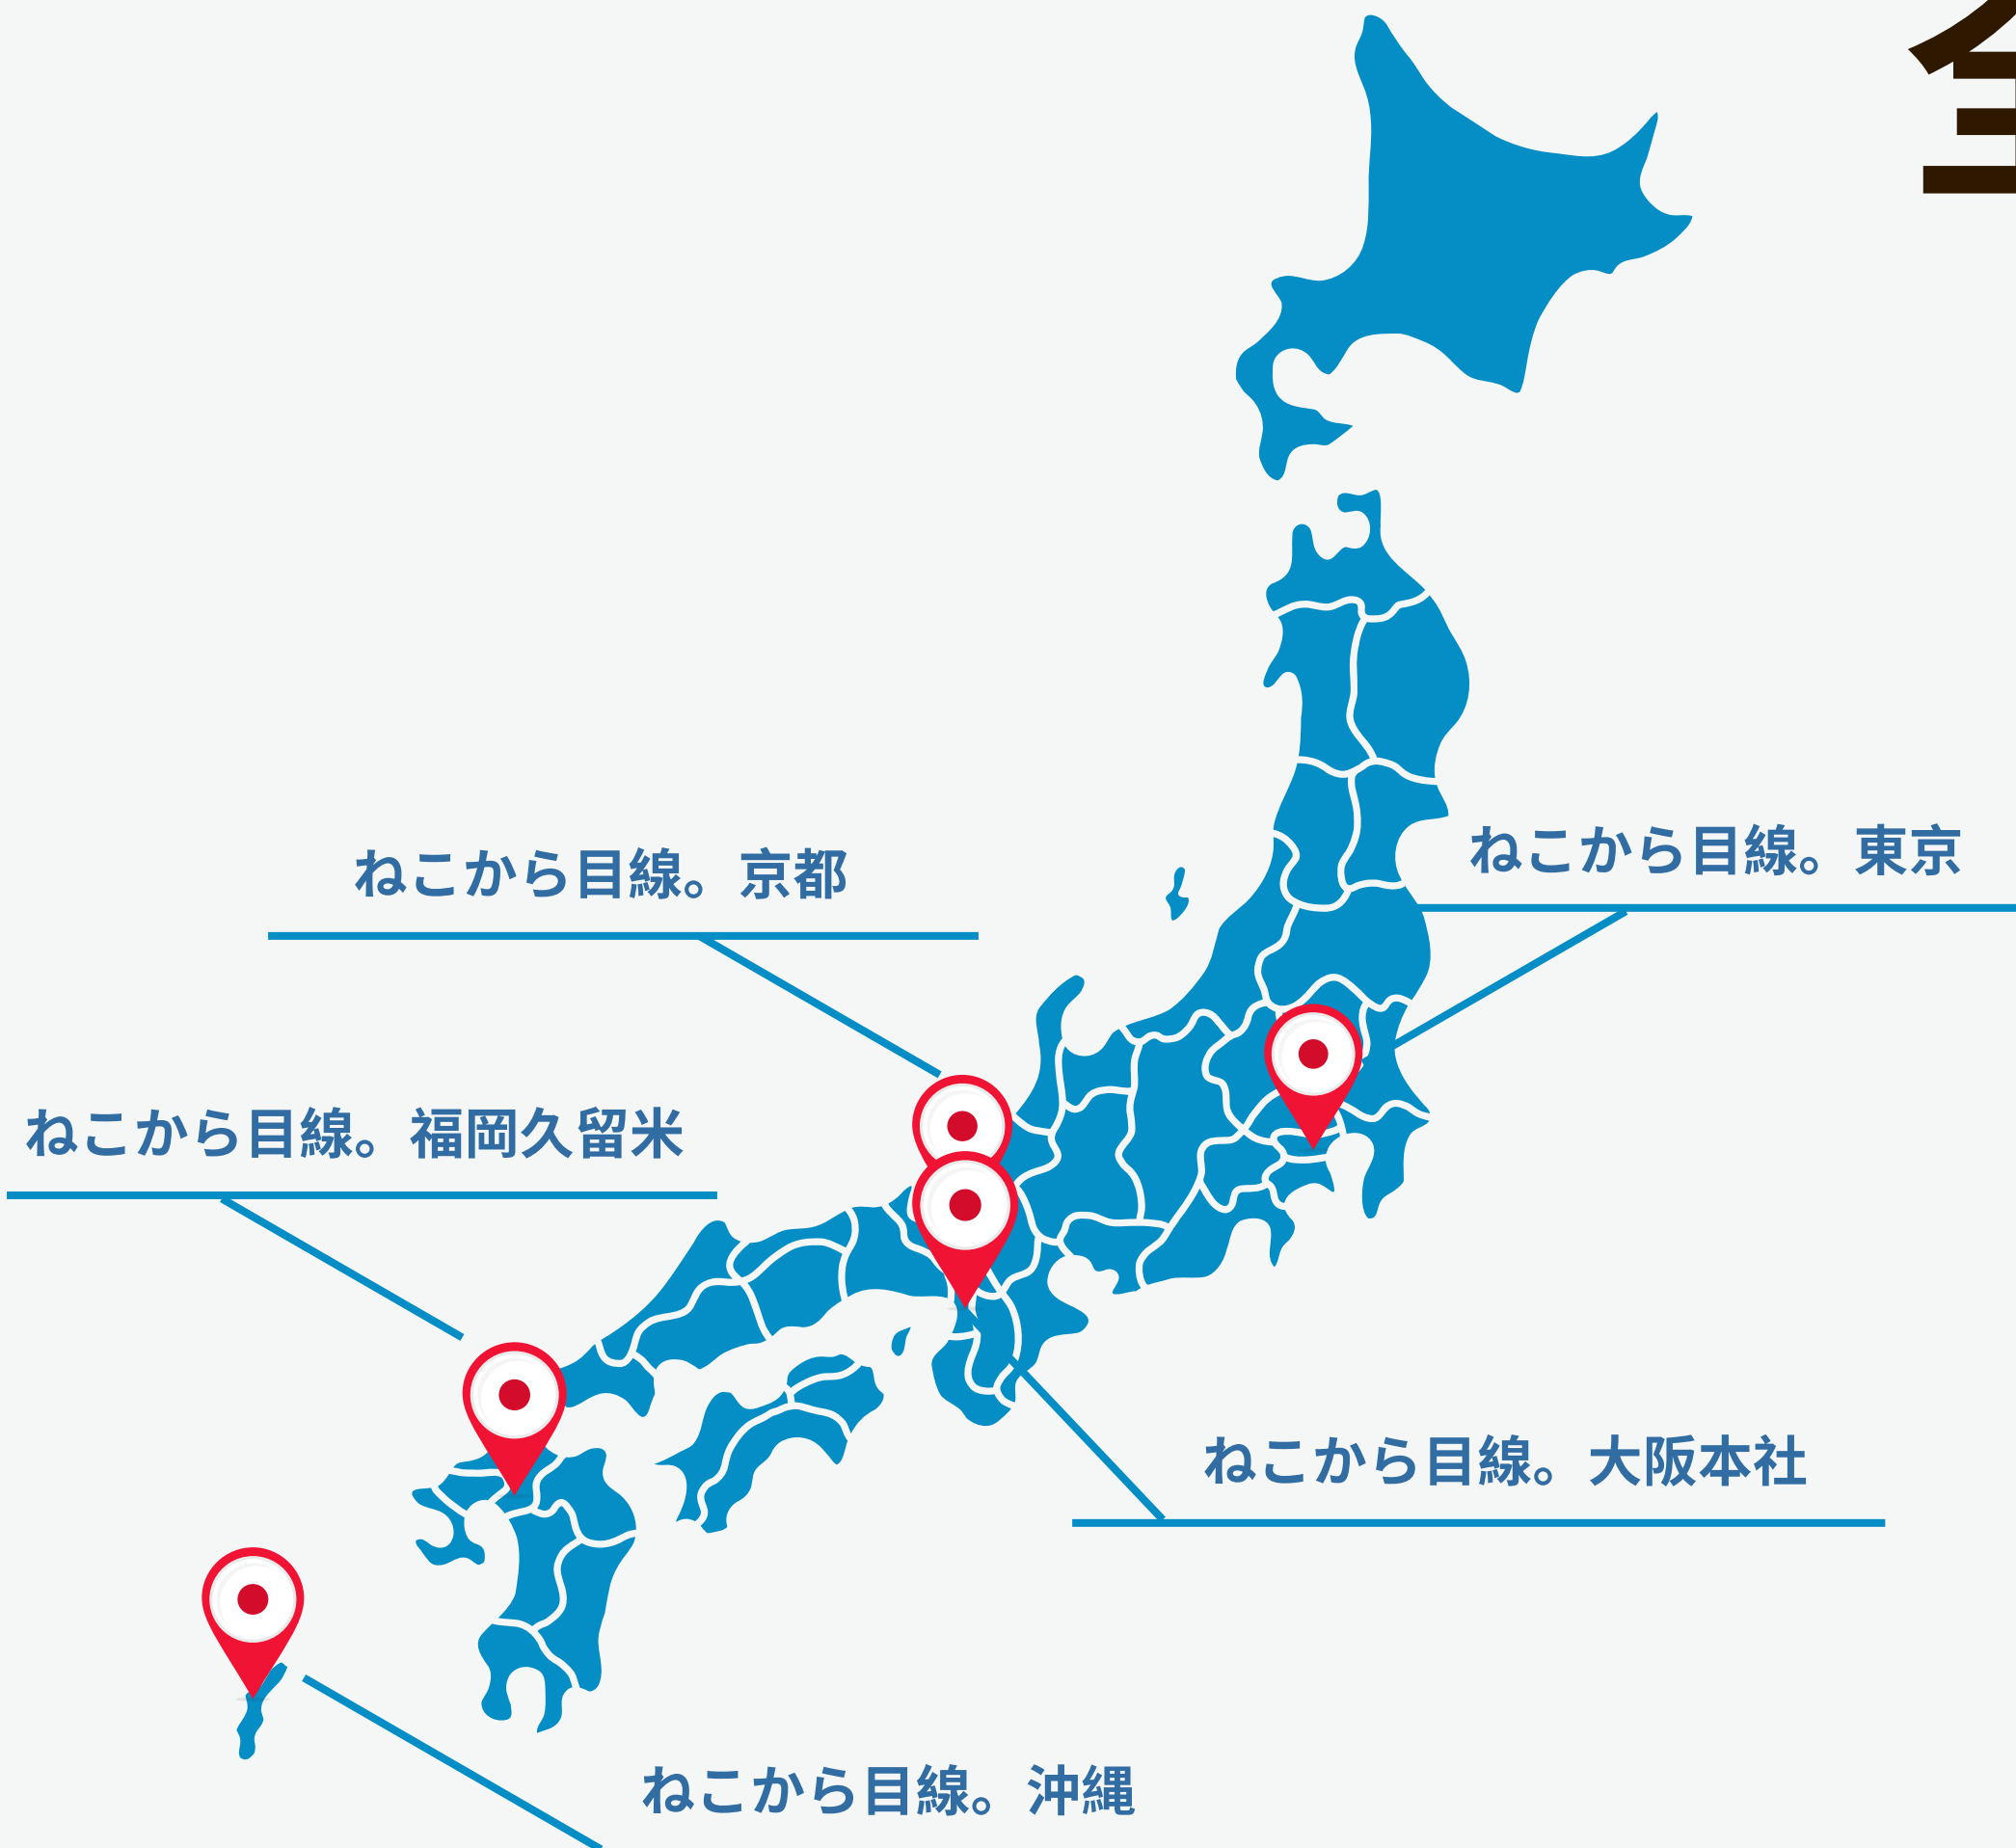 全
ねこから目線。 東京
ねこから目線。 京都
ねこから目線。 福岡久留米
ねこから目線。 大阪本社
ねこから目線。 沖縄